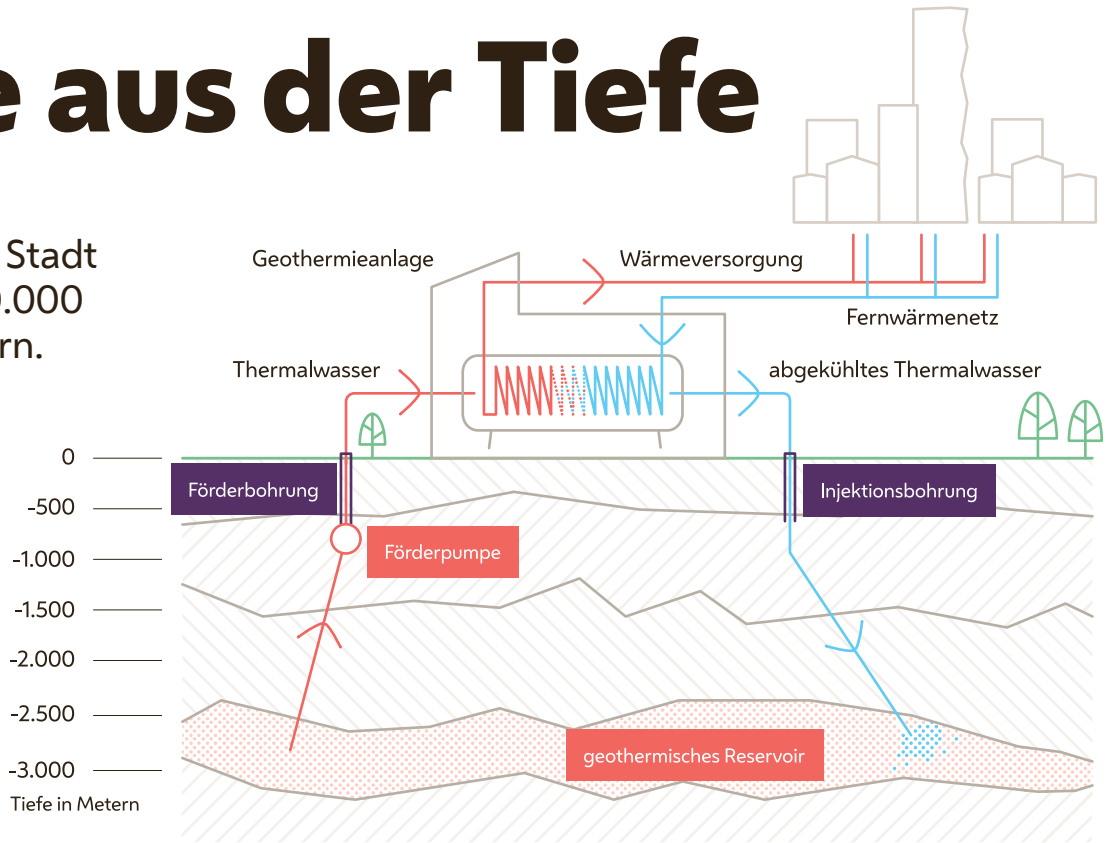 e aus der Tiefe
Stadt
.000
rn.
Geothermieanlage
Wärmeversorgung
Fernwärmenetz
Thermalwasser
abgekühltes Thermalwasser
0
Förderbohrung
Injektionsbohrung
-500
Förderpumpe
-1.000
-1.500
-2.000
-2.500
geothermisches Reservoir
-3.000
Tiefe in Metern